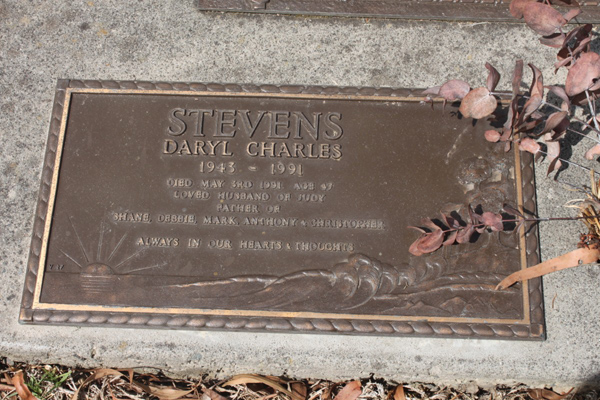 STEVENS
DARYL CHARLES
1943 - 1991
DIED MAY 3RD 1991 AGE 47
LOVED HUSBAND OF JUDY
FATHER OF
SHANE, DEBBIE, MARK, ANTHONY & CHRISTOPHER
ALWAYS IN OUR HEARTS & THOUGHTS